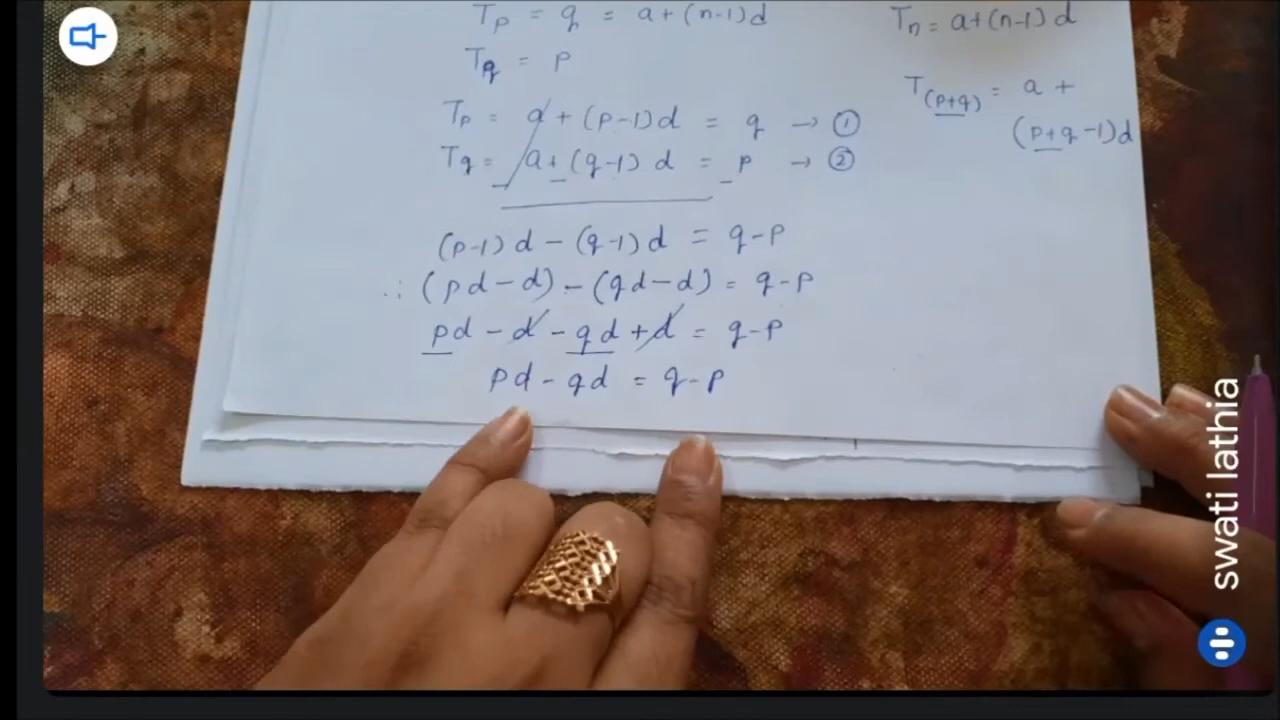 Tp = q = a+(n-1)d
Tq = p
Tp = a + (p-1)d = q → ①
Tq = a + (q-1) d = p → ②
(p-1) d - (q-1) d = q-p
∴ (pd-d) - (qd-d) = q-p
pd - d - qd + d = q-p
pd - qd = q-p
Tn = a+(n-1)d
T(p+q) = a +
(p+q-1)d
swati lathia